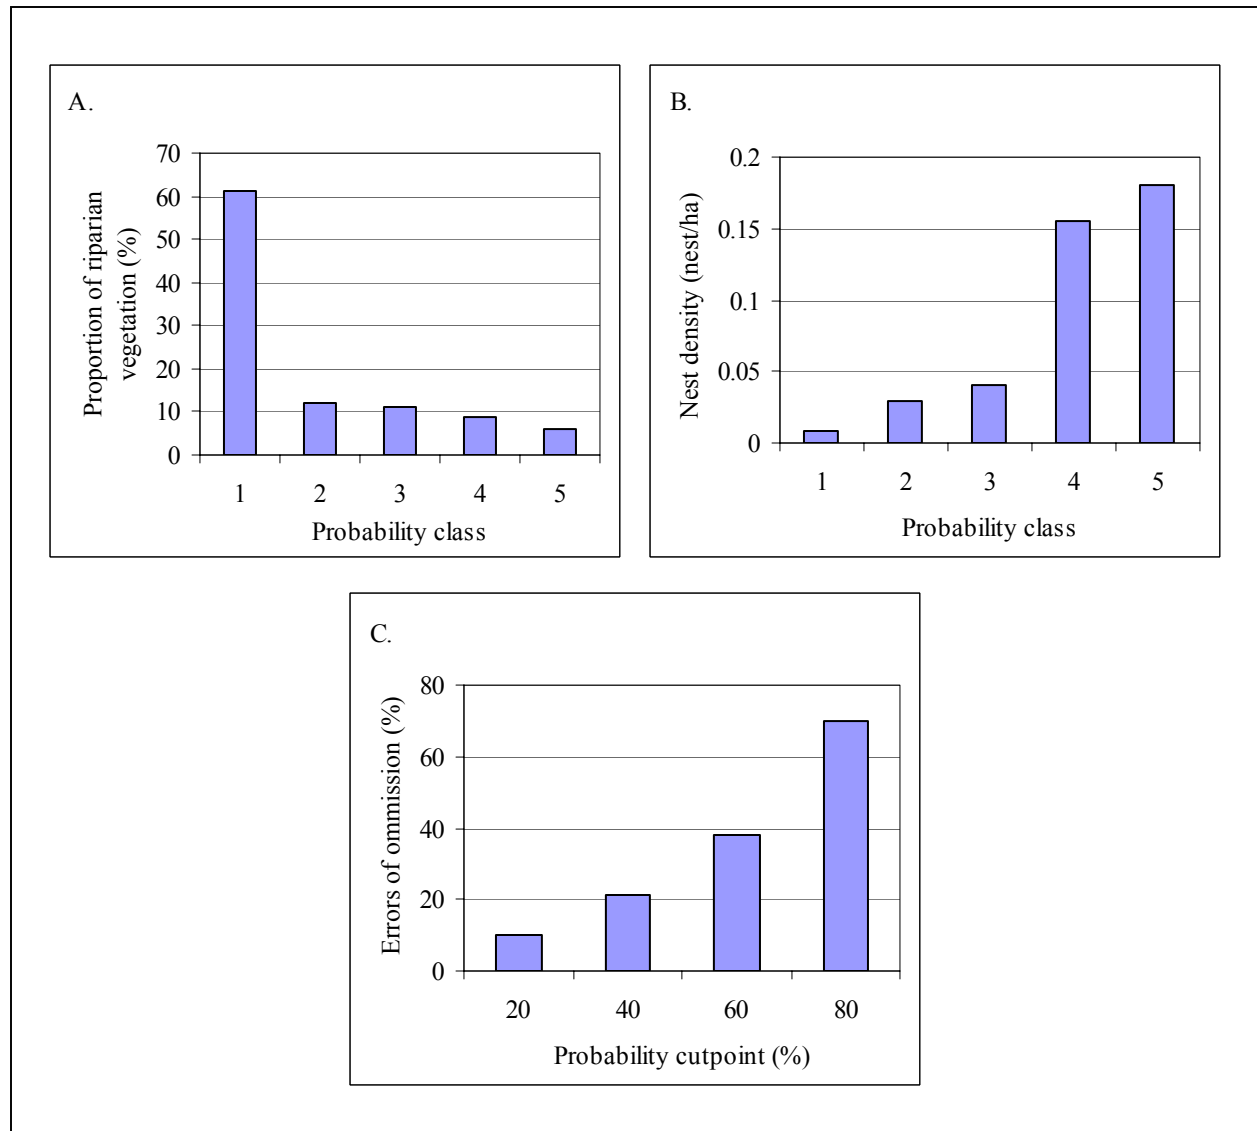 A.
Proportion of riparian
vegetation (%)
70
60
50
40
30
20
10
0
1 2 3 4 5
Probability class
B.
Nest density (nest/ha)
0.2
0.15
0.1
0.05
0
1 2 3 4 5
Probability class
C.
Errors of ommission (%)
80
60
40
20
0
20 40 60 80
Probability cutpoint (%)